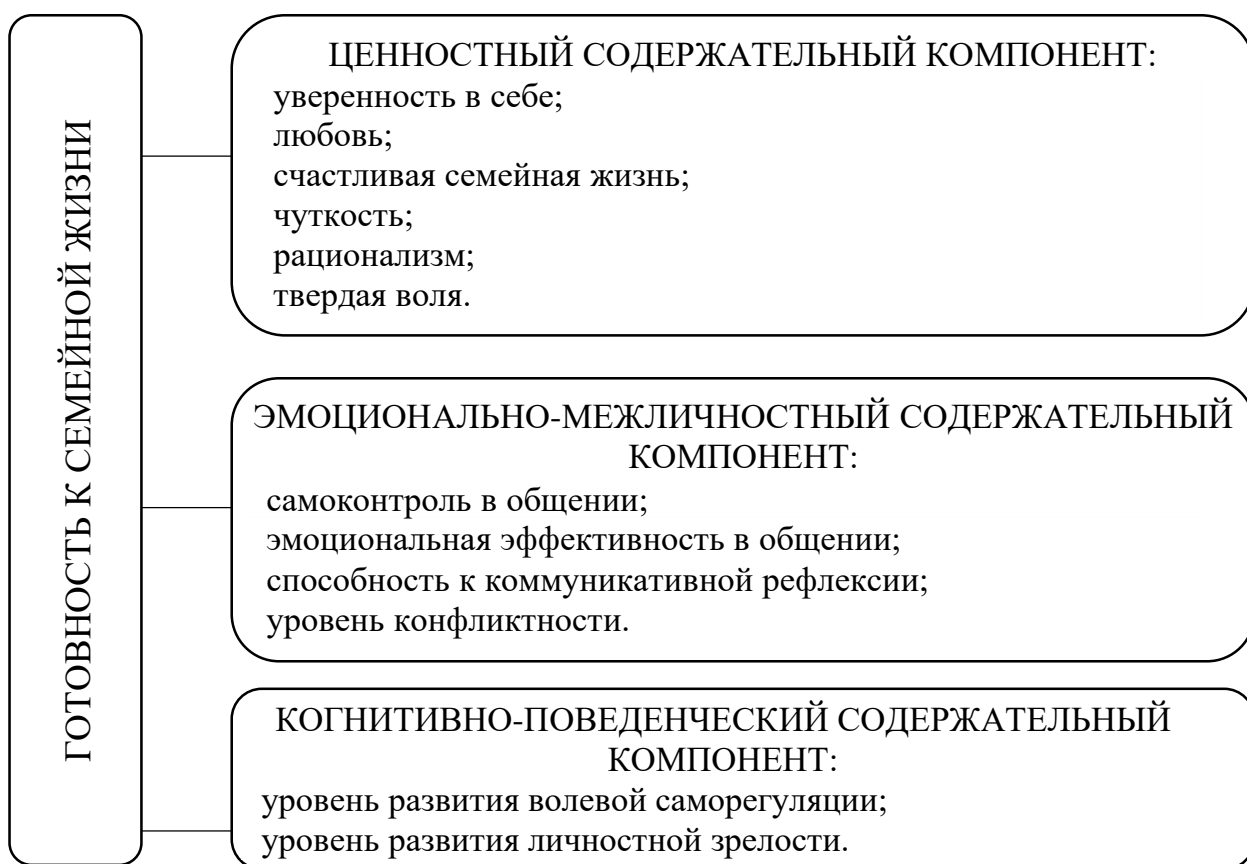 ГОТОВНОСТЬ К СЕМЕЙНОЙ ЖИЗНИ
ЦЕННОСТНЫЙ СОДЕРЖАТЕЛЬНЫЙ КОМПОНЕНТ:
уверенность в себе;
любовь;
счастливая семейная жизнь;
чуткость;
рационализм;
твердая воля.
ЭМОЦИОНАЛЬНО-МЕЖЛИЧНОСТНЫЙ СОДЕРЖАТЕЛЬНЫЙ
КОМПОНЕНТ:
самоконтроль в общении;
эмоциональная эффективность в общении;
способность к коммуникативной рефлексии;
уровень конфликтности.
КОГНИТИВНО-ПОВЕДЕНЧЕСКИЙ СОДЕРЖАТЕЛЬНЫЙ
КОМПОНЕНТ:
уровень развития волевой саморегуляции;
уровень развития личностной зрелости.